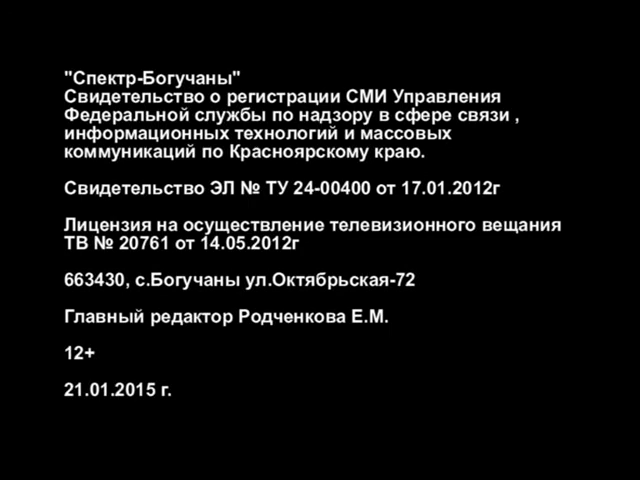 "Спектр-Богучаны"
Свидетельство о регистрации СМИ Управления
Федеральной службы по надзору в сфере связи ,
информационных технологий и массовых
коммуникаций по Красноярскому краю.
Свидетельство ЭЛ № ТУ 24-00400 от 17.01.2012г
Лицензия на осуществление телевизионного вещания
ТВ № 20761 от 14.05.2012г
663430, с.Богучаны ул.Октябрьская-72
Главный редактор Родченкова Е.М.
12+
21.01.2015 г.